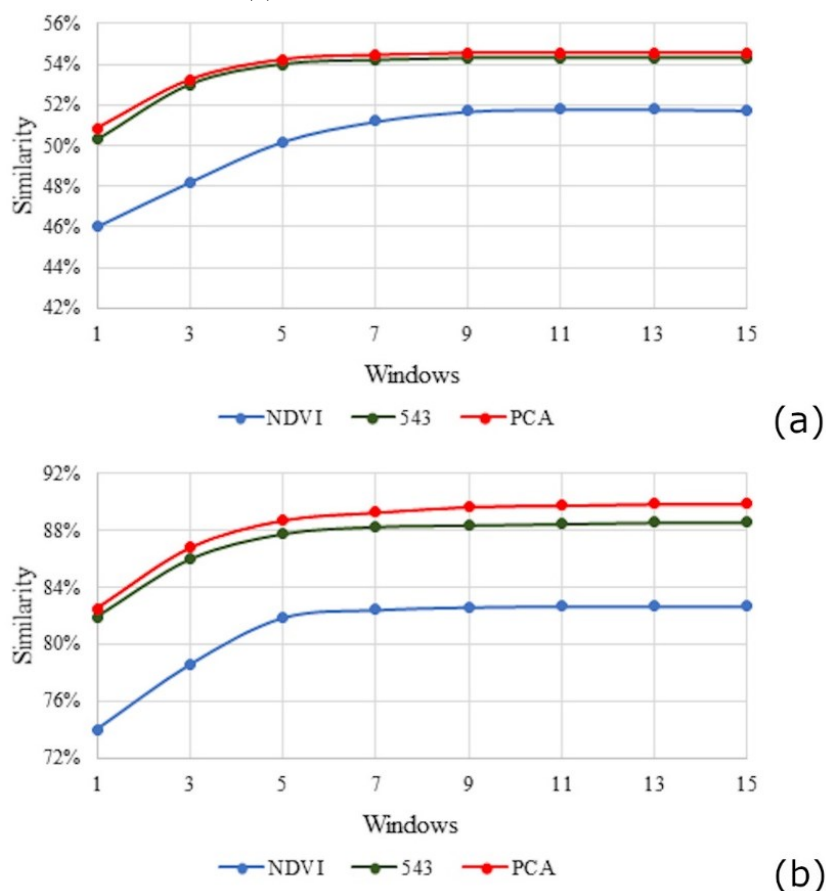 56%
54%
52%
50%
48%
46%
44%
42%
Similarity
1 3 5 7 9 11 13 15
Windows
NDVI 543 PCA
(a)
92%
88%
84%
80%
76%
72%
Similarity
1 3 5 7 9 11 13 15
Windows
NDVI 543 PCA
(b)